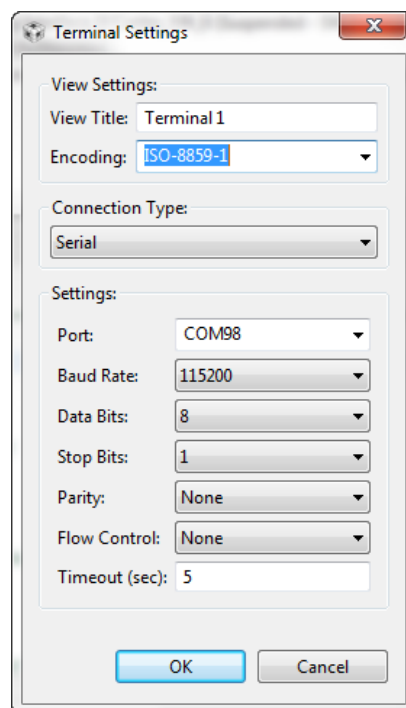 Terminal Settings
View Settings:
View Title: Terminal 1
Encoding: ISO-8859-1
Connection Type:
Serial
Settings:
Port: COM98
Baud Rate: 115200
Data Bits: 8
Stop Bits: 1
Parity: None
Flow Control: None
Timeout (sec): 5
OK Cancel